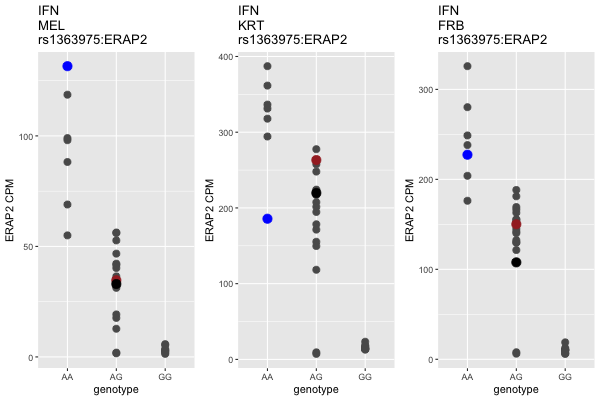 IFN
MEL
rs1363975:ERAP2
ERAP2 CPM
100
50
0
AA
AG
GG
genotype
IFN
KRT
rs1363975:ERAP2
ERAP2 CPM
400
300
200
100
0
AA
AG
GG
genotype
IFN
FRB
rs1363975:ERAP2
ERAP2 CPM
300
200
100
0
AA
AG
GG
genotype